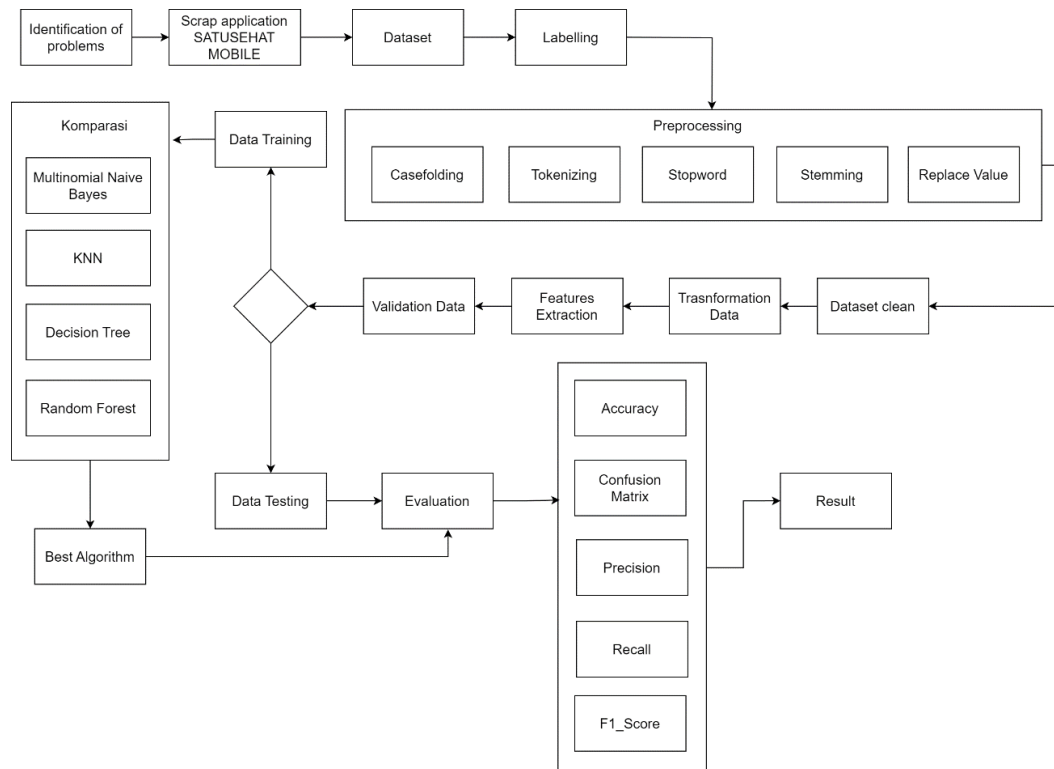 Identification of
problems
Scrap application
SATUSEHAT
MOBILE
Dataset
Labelling
Preprocessing
Casefolding
Tokenizing
Stopword
Stemming
Replace Value
Komparasi
Multinomial Naive
Bayes
KNN
Decision Tree
Random Forest
Data Training
Validation Data
Features
Extraction
Trasnformation
Data
Dataset clean
Data Testing
Evaluation
Best Algorithm
Accuracy
Confusion
Matrix
Precision
Recall
F1_Score
Result